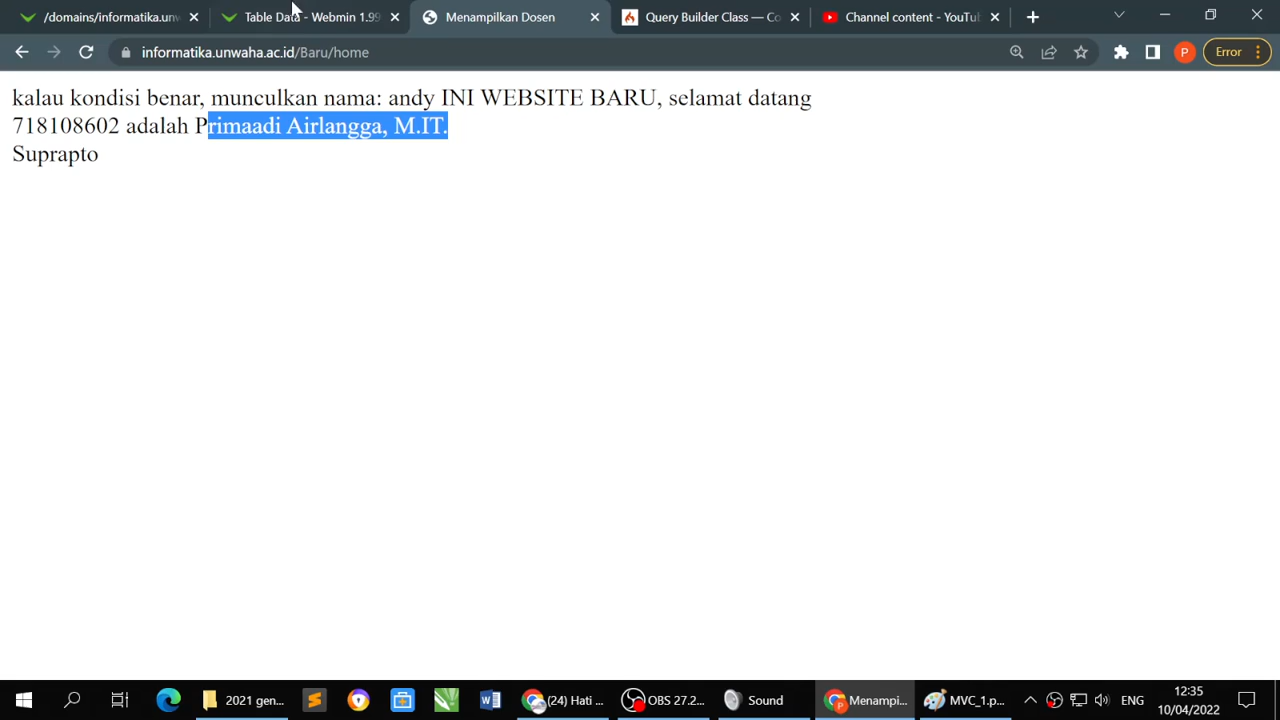 /domains/informatika.unw
Table Data - Webmin 1.99
Menampilkan Dosen
Query Builder Class — Co
Channel content - YouTu
informatika.unwaha.ac.id/Baru/home
P
Error
kalau kondisi benar, munculkan nama: andy INI WEBSITE BARU, selamat datang
718108602 adalah Primaadi Airlangga, M.IT.
Suprapto
2021 gen...
(24) Hati ...
OBS 27.2...
Sound
Menampi...
MVC_1.p...
ENG
12:35
10/04/2022